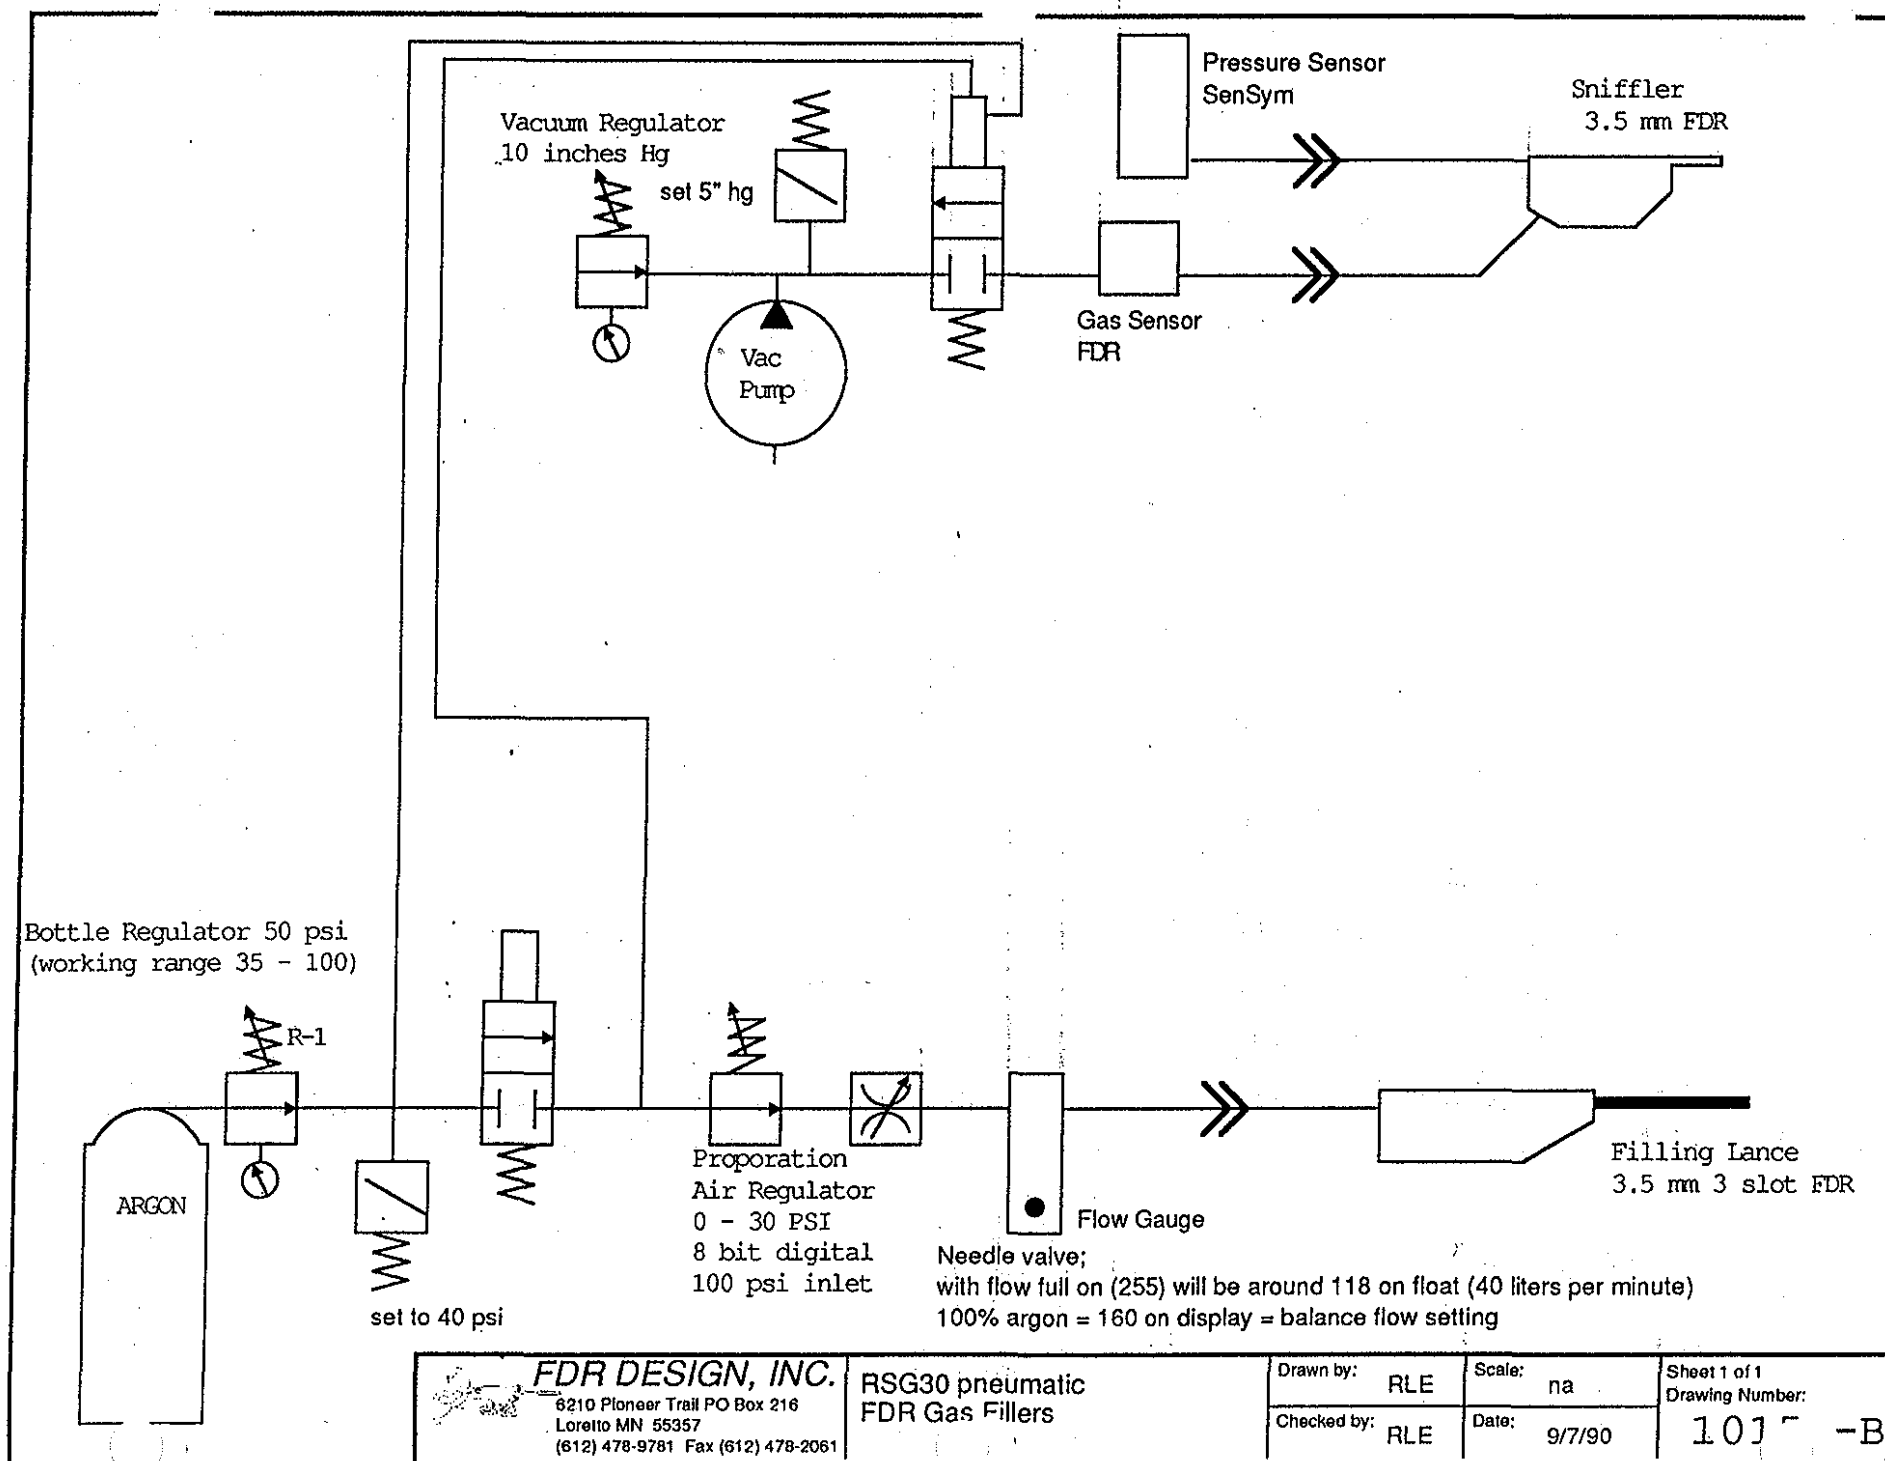 Pressure Sensor
SenSym
Sniffler
3.5 mm FDR
Vacuum Regulator
10 inches Hg
set 5" hg
Gas Sensor
FDR
Vac
Pump
Bottle Regulator 50 psi
(working range 35 - 100)
R-1
ARGON
set to 40 psi
Proporation
Air Regulator
0 - 30 PSI
8 bit digital
100 psi inlet
Flow Gauge
Filling Lance
3.5 mm 3 slot FDR
Needle valve;
with flow full on (255) will be around 118 on float (40 liters per minute)
100% argon = 160 on display = balance flow setting
FDR DESIGN, INC.
6210 Pioneer Trail PO Box 216
Loretto MN 55357
(612) 478-9781 Fax (612) 478-2061
RSG30 pneumatic
FDR Gas Fillers
Drawn by: RLE
Checked by: RLE
Scale: na
Date: 9/7/90
Sheet 1 of 1
Drawing Number:
-B